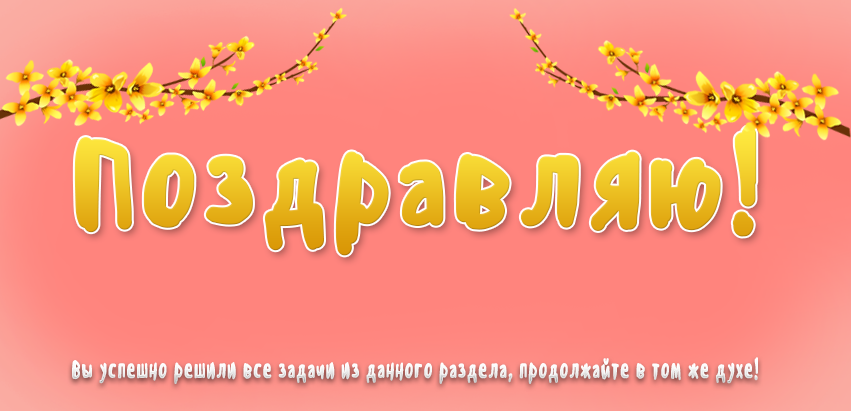 Поздравляю!
Вы успешно решили все задачи из данного раздела, продолжайте в том же духе!